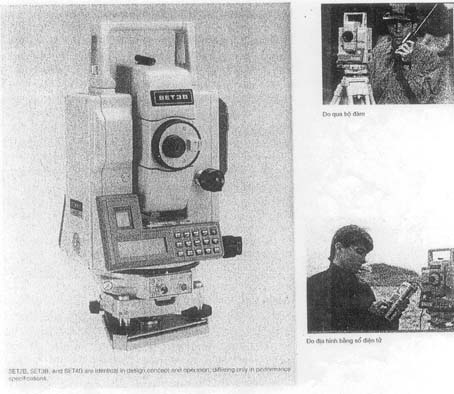 SET3B
Đo qua bộ đàm
Đo địa hình bằng sổ điện tử
SET2B, SET3B, and SET4B are identical in design concept and operation, differing only in performance
specifications.